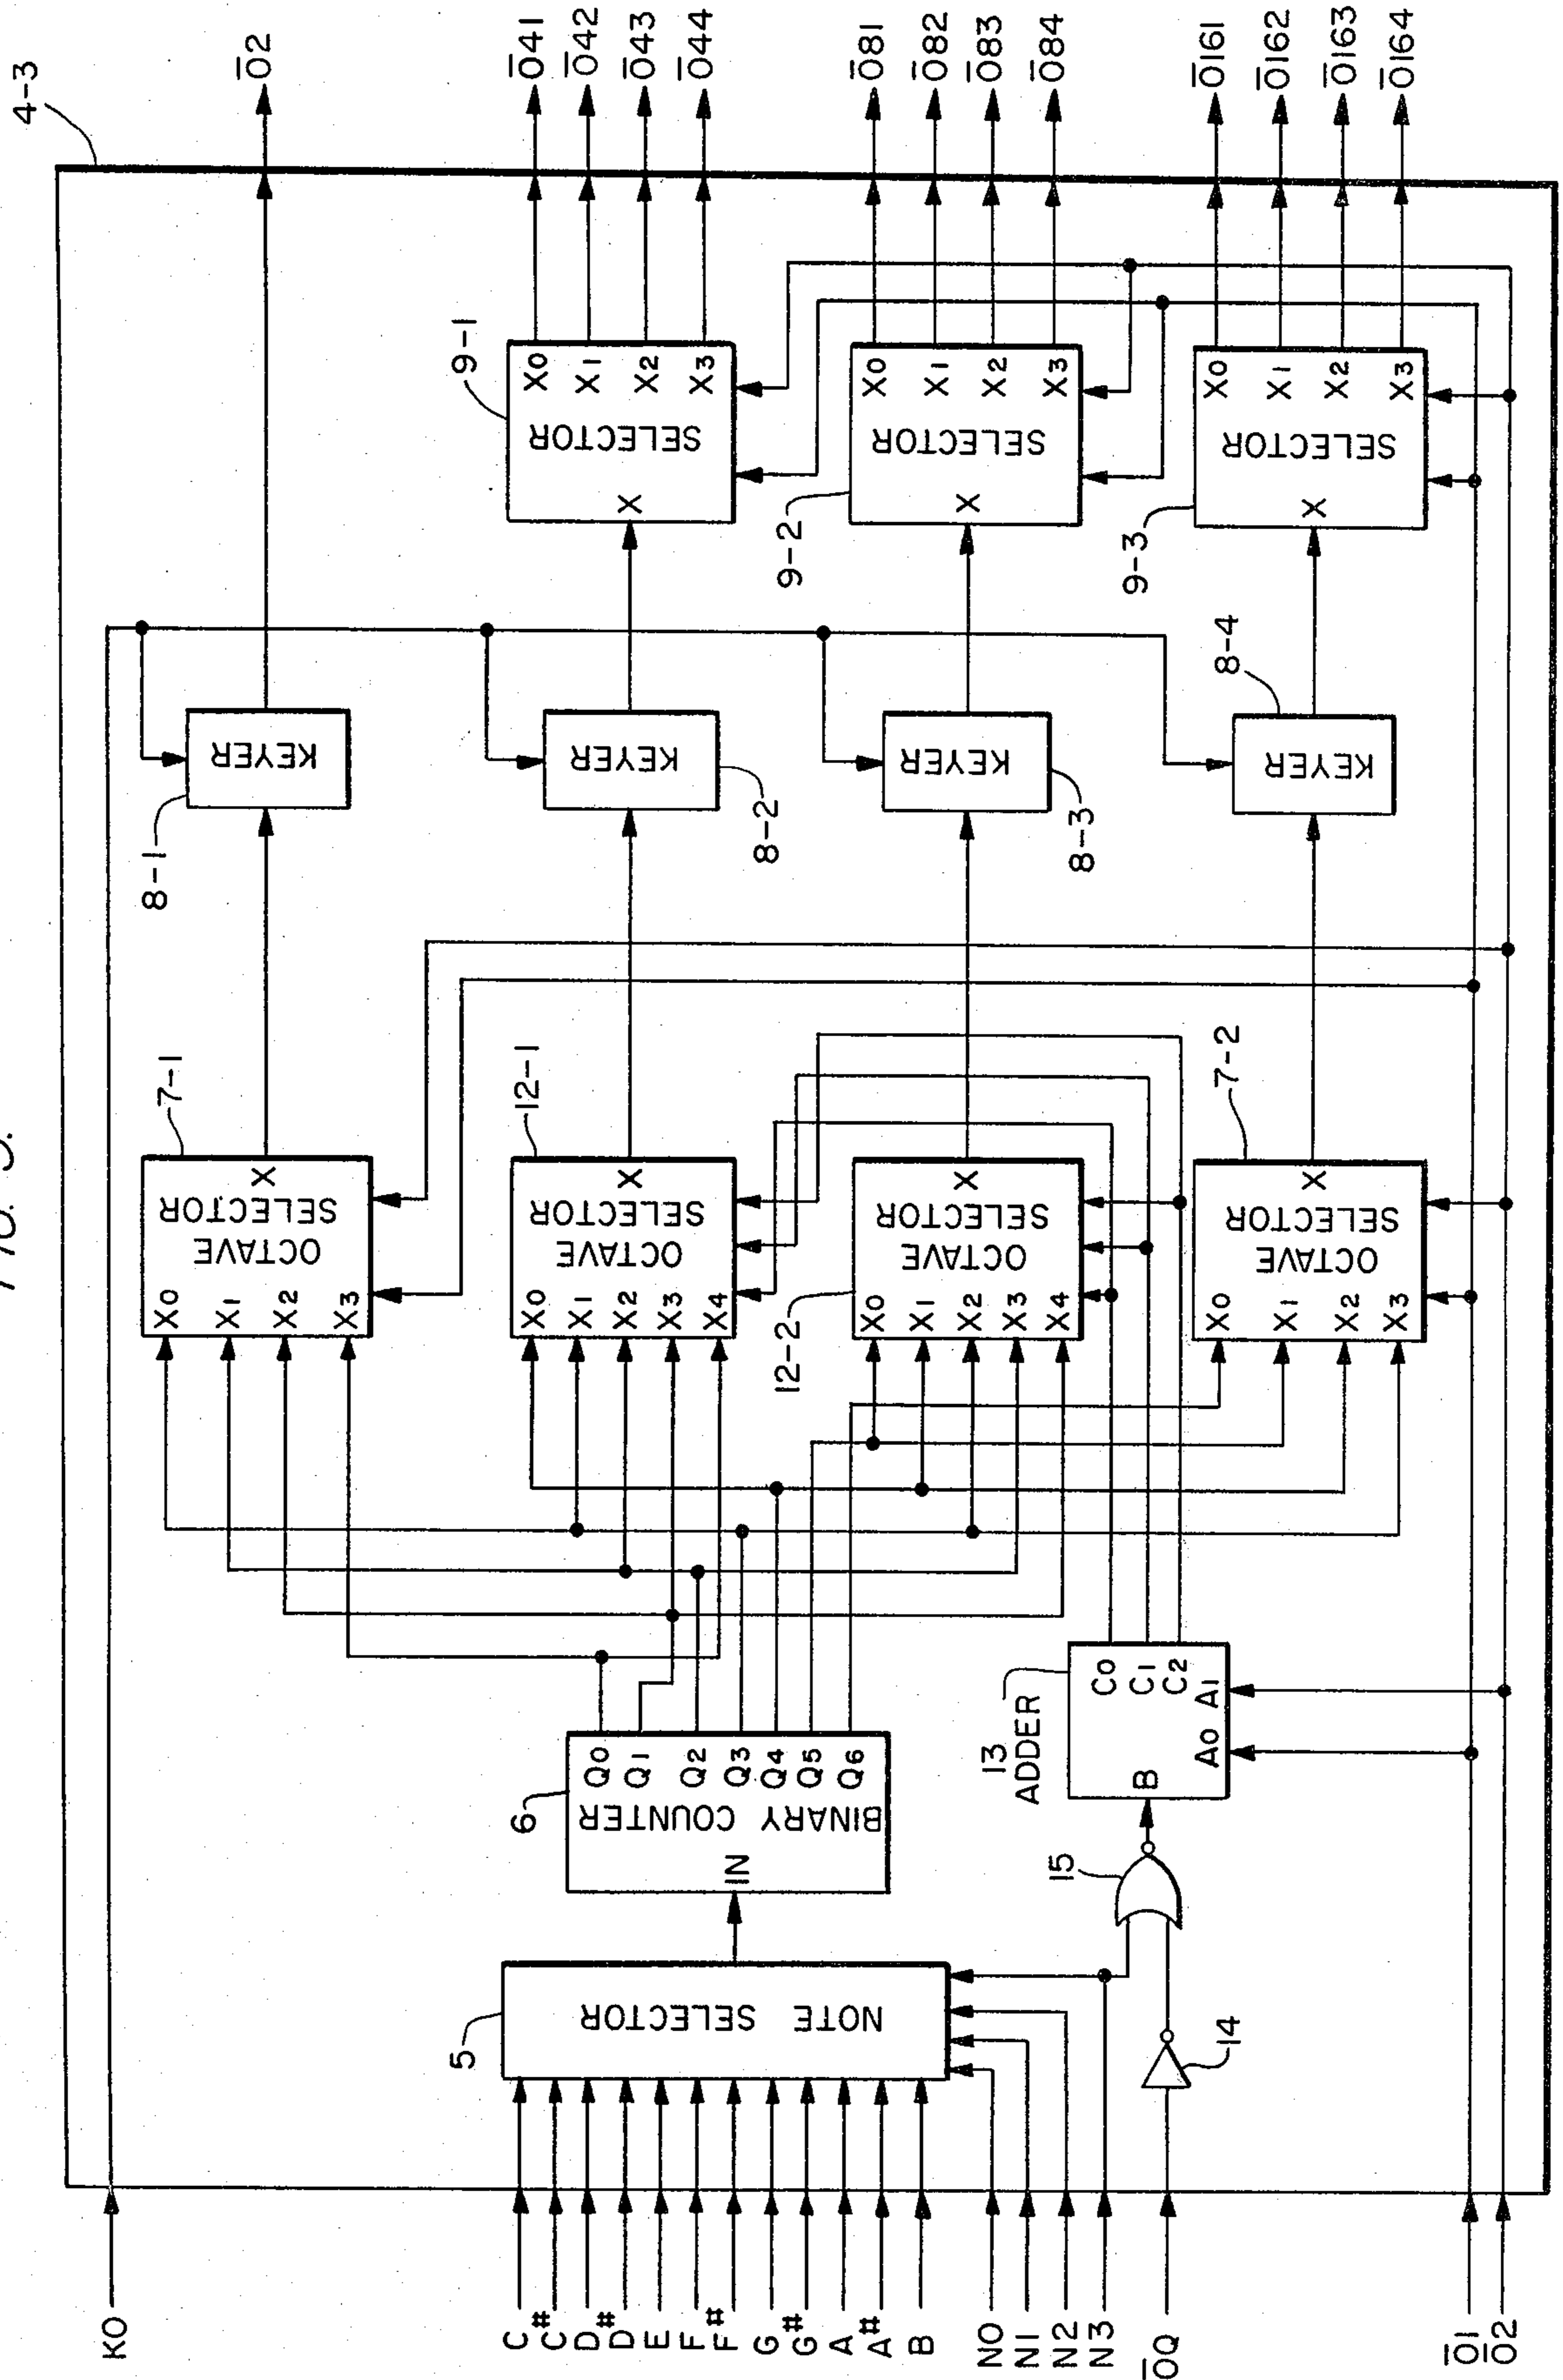 4-3
Ō2
Ō41
Ō42
Ō43
Ō44
Ō81
Ō82
Ō83
Ō84
Ō161
Ō162
Ō163
Ō164
9-1
X
SELECTOR
X0
X1
X2
X3
9-2
X
SELECTOR
X0
X1
X2
X3
9-3
X
SELECTOR
X0
X1
X2
X3
8-1
KEYER
8-2
KEYER
8-3
KEYER
8-4
KEYER
7-1
X0
X1
X2
X3
OCTAVE
SELECTOR
X
12-1
X0
X1
X2
X3
X4
OCTAVE
SELECTOR
X
12-2
X0
X1
X2
X3
X4
OCTAVE
SELECTOR
X
7-2
X0
X1
X2
X3
OCTAVE
SELECTOR
X
6
IN
BINARY COUNTER
Q0
Q1
Q2
Q3
Q4
Q5
Q6
13
ADDER
B
C0
C1
C2
A0
A1
15
14
5
NOTE SELECTOR
KO
C
C#
D
D#
E
F
F#
G
G#
A
A#
B
N0
N1
N2
N3
ŌQ
Ō1
Ō2